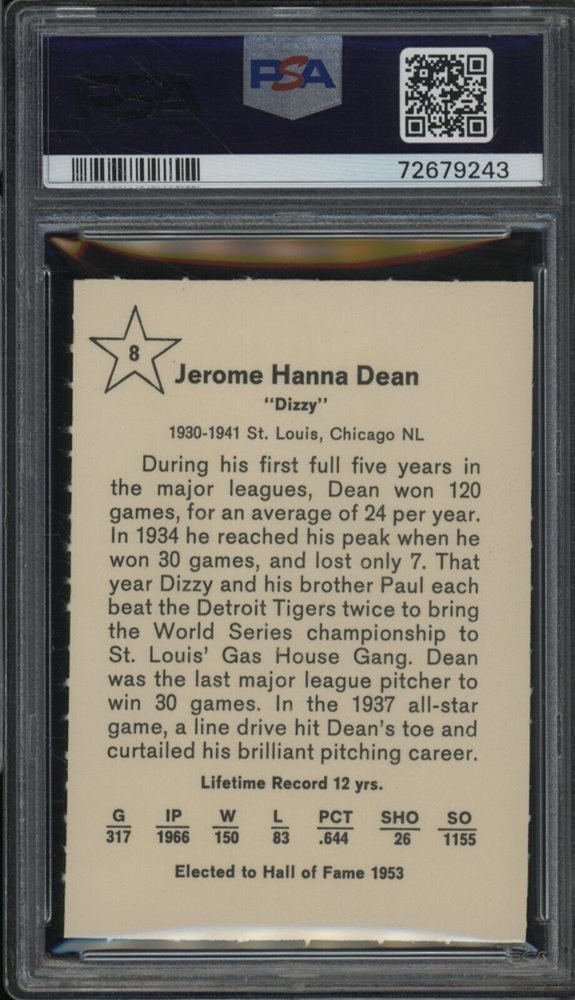 PSA
PSA
72679243
8
Jerome Hanna Dean
"Dizzy"
1930-1941 St. Louis, Chicago NL
During his first full five years in
the major leagues, Dean won 120
games, for an average of 24 per year.
In 1934 he reached his peak when he
won 30 games, and lost only 7. That
year Dizzy and his brother Paul each
beat the Detroit Tigers twice to bring
the World Series championship to
St. Louis' Gas House Gang. Dean
was the last major league pitcher to
win 30 games. In the 1937 all-star
game, a line drive hit Dean's toe and
curtailed his brilliant pitching career.
Lifetime Record 12 yrs.
G IP W L PCT SHO SO
317 1966 150 83 .644 26 1155
Elected to Hall of Fame 1953